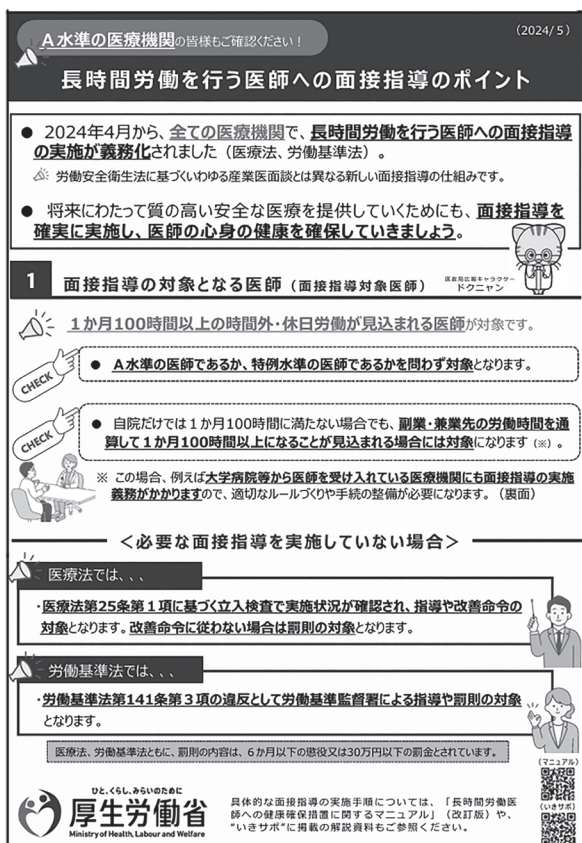 (2024/5)
A水準の医療機関の皆様もご確認ください!
長時間労働を行う医師への面接指導のポイント
● 2024年4月から、全ての医療機関で、長時間労働を行う医師への面接指導
の実施が義務化されました(医療法、労働基準法)。
労働安全衛生法に基づくいわゆる産業医面談とは異なる新しい面接指導の仕組みです。
● 将来にわたって質の高い安全な医療を提供していくためにも、面接指導を
確実に実施し、医師の心身の健康を確保していきましょう。
1 面接指導の対象となる医師(面接指導対象医師)
医政局広報キャラクター
ドクニャン
1か月100時間以上の時間外・休日労働が見込まれる医師が対象です。
CHECK
● A水準の医師であるか、特例水準の医師であるかを問わず対象となります。
CHECK
● 自院だけでは1か月100時間に満たない場合でも、副業・兼業先の労働時間を通
算して1か月100時間以上になることが見込まれる場合には対象になります(※)。
※ この場合、例えば大学病院等から医師を受け入れている医療機関にも面接指導の実施
義務がかかりますので、適切なルールづくりや手続の整備が必要になります。(裏面)
<必要な面接指導を実施していない場合>
医療法では、、、
・医療法第25条第1項に基づく立入検査で実施状況が確認され、指導や改善命令の
対象となります。改善命令に従わない場合は罰則の対象となります。
労働基準法では、、、
・労働基準法第141条第3項の違反として労働基準監督署による指導や罰則の対象
となります。
医療法、労働基準法ともに、罰則の内容は、6か月以下の懲役又は30万円以下の罰金とされています。
(マニュアル)
ひと、くらし、みらいのために
厚生労働省
Ministry of Health, Labour and Welfare
具体的な面接指導の実施手順については、「長時間労働医
師への健康確保措置に関するマニュアル」(改訂版)や、
"いきサポ"に掲載の解説資料もご参照ください。
(いきサポ)